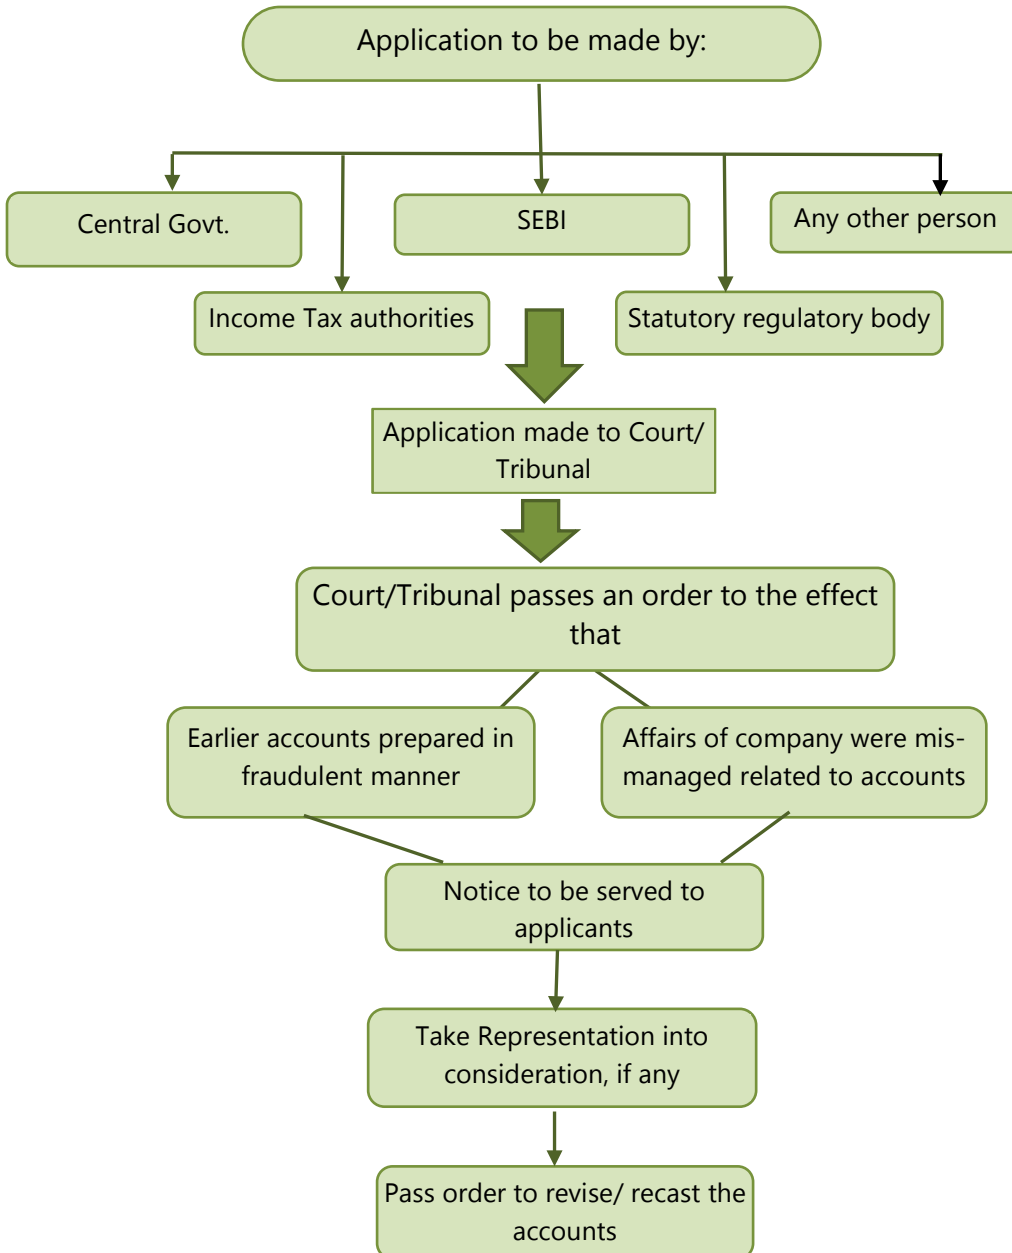 Application to be made by:
Central Govt.
SEBI
Any other person
Income Tax authorities
Statutory regulatory body
Application made to Court/
Tribunal
Court/Tribunal passes an order to the effect
that
Earlier accounts prepared in
fraudulent manner
Affairs of company were mis-
managed related to accounts
Notice to be served to
applicants
Take Representation into
consideration, if any
Pass order to revise/ recast the
accounts